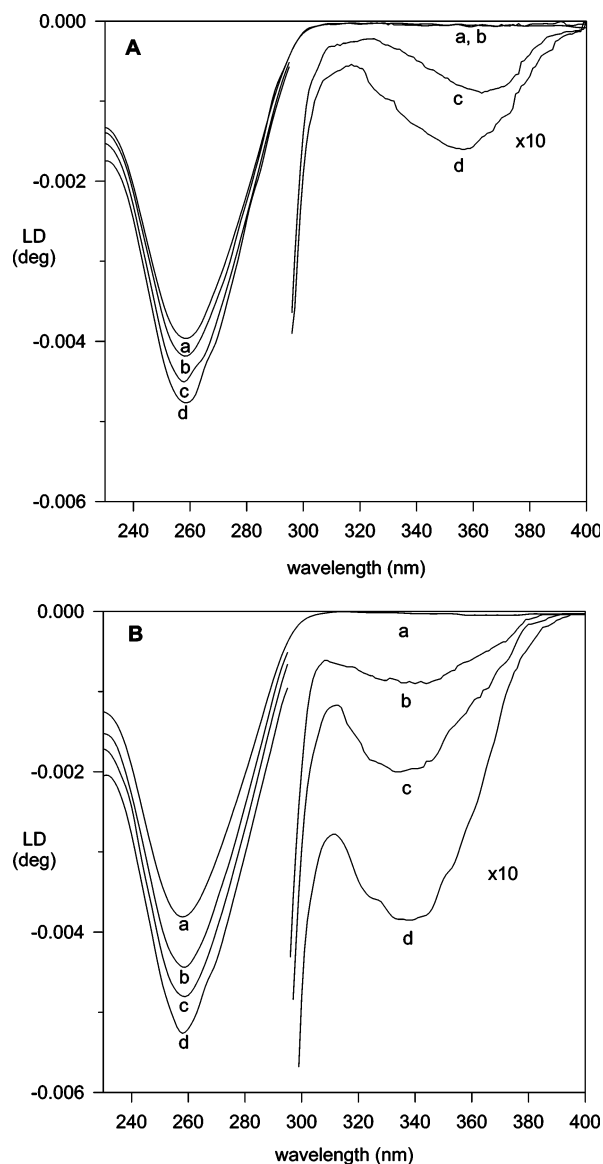 0.000
A
a, b
c
x10
d
-0.002
LD
(deg)
a
-0.004
b
c
d
-0.006
240 260 280 300 320 340 360 380 400
wavelength (nm)
0.000
B
a
b
-0.002
c
LD
(deg)
x10
a
-0.004
d
b
c
d
-0.006
240 260 280 300 320 340 360 380 400
wavelength (nm)